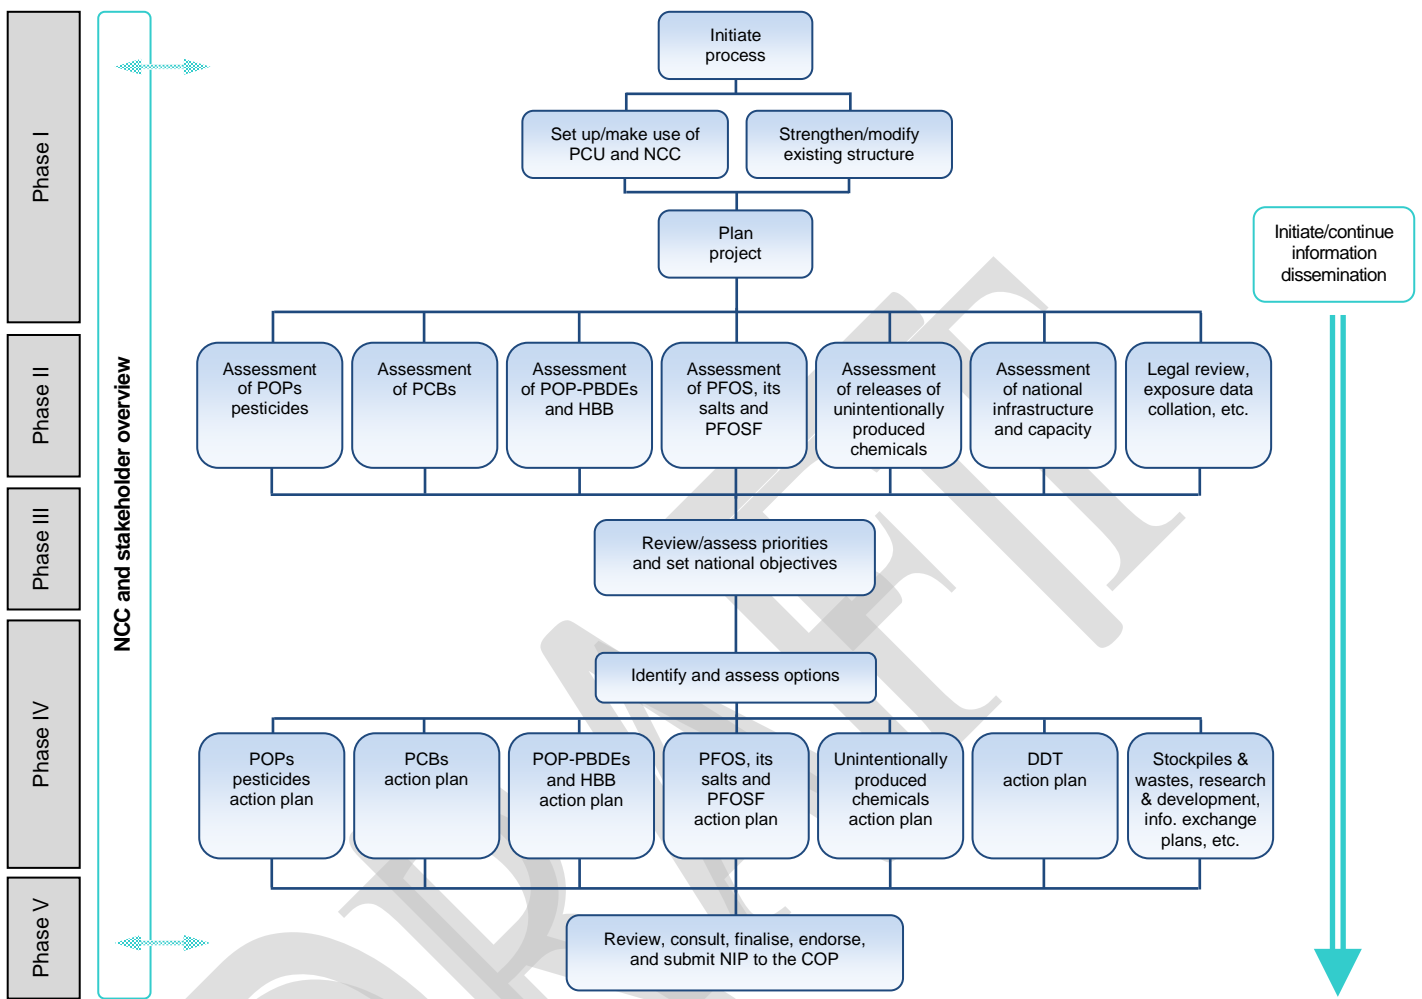 Initiate
process
Set up/make use of
PCU and NCC
Strengthen/modify
existing structure
Plan
project
Phase I
Initiate/continue
information
dissemination
NCC and stakeholder overview
Phase II
Assessment
of POPs
pesticides
Assessment
of PCBs
Assessment
of POP-PBDEs
and HBB
Assessment
of PFOS, its
salts and
PFOSF
Assessment
of releases of
unintentionally
produced
chemicals
Assessment
of national
infrastructure
and capacity
Legal review,
exposure data
collation, etc.
Phase III
Review/assess priorities
and set national objectives
Phase IV
Identify and assess options
POPs
pesticides
action plan
PCBs
action plan
POP-PBDEs
and HBB
action plan
PFOS, its
salts and
PFOSF
action plan
Unintentionally
produced
chemicals
action plan
DDT
action plan
Stockpiles &
wastes, research
& development,
info. exchange
plans, etc.
Phase V
Review, consult, finalise, endorse,
and submit NIP to the COP
DRAFT